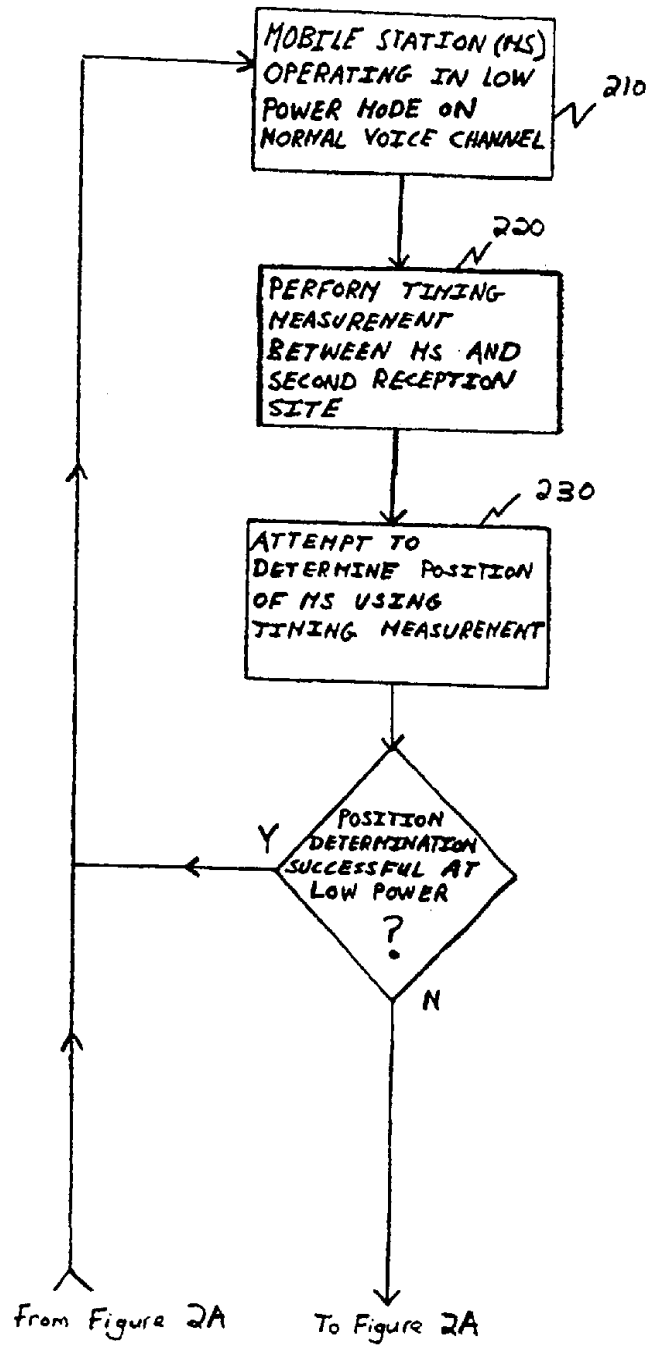 MOBILE STATION (MS)
OPERATING IN LOW
POWER MODE ON
NORMAL VOICE CHANNEL
210
220
PERFORM TIMING
MEASUREMENT
BETWEEN MS AND
SECOND RECEPTION
SITE
230
ATTEMPT TO
DETERMINE POSITION
OF MS USING
TIMING MEASUREMENT
Y
POSITION
DETERMINATION
SUCCESSFUL AT
LOW POWER
?
N
From Figure 2A
To Figure 2A